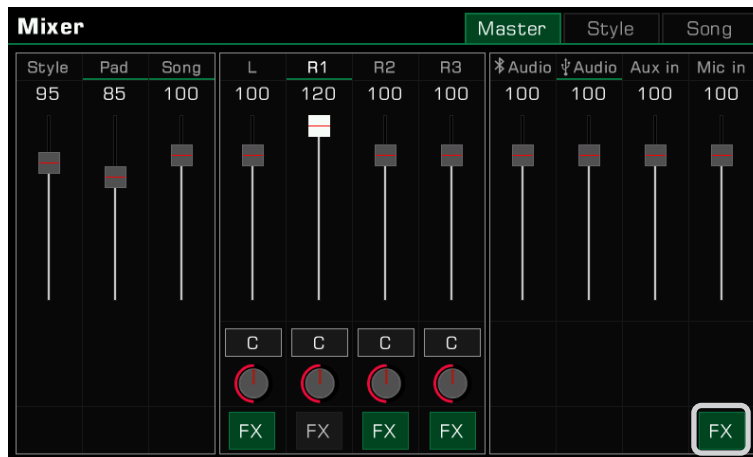 Mixer Master Style Song
Style Pad Song L R1 R2 R3 Audio Audio Aux in Mic in
95 85 100 100 120 100 100 100 100 100 100
C C C C
FX FX FX FX FX